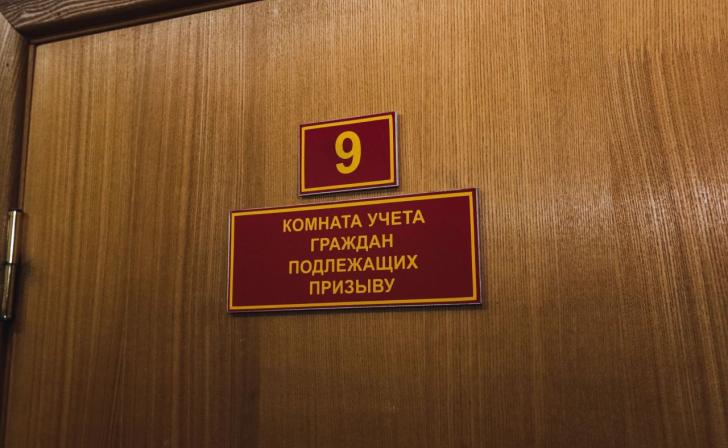 9
КОМНАТА УЧЕТА
ГРАЖДАН
ПОДЛЕЖАЩИХ
ПРИЗЫВУ